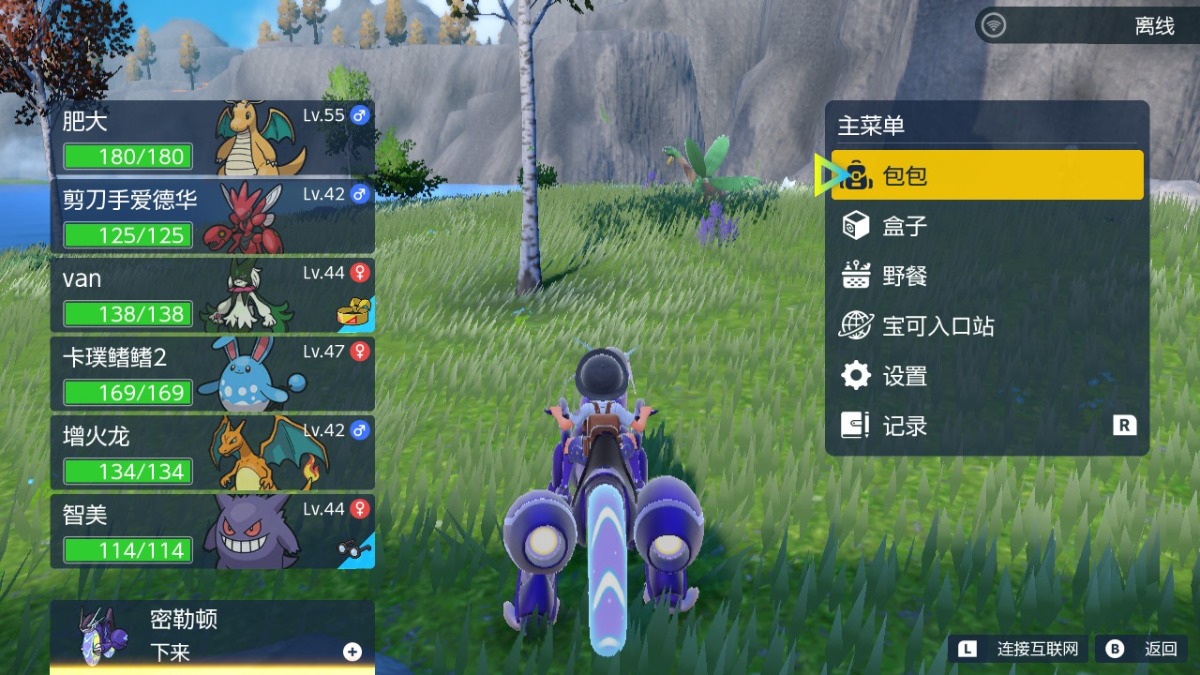 离线
肥大
Lv.55
180/180
剪刀手爱德华
Lv.42
125/125
van
Lv.44
138/138
卡璞鳍鳍2
Lv.47
169/169
增火龙
Lv.42
134/134
智美
Lv.44
114/114
密勒顿
下来
主菜单
包包
盒子
野餐
宝可入口站
设置
记录
R
L 连接互联网
B 返回